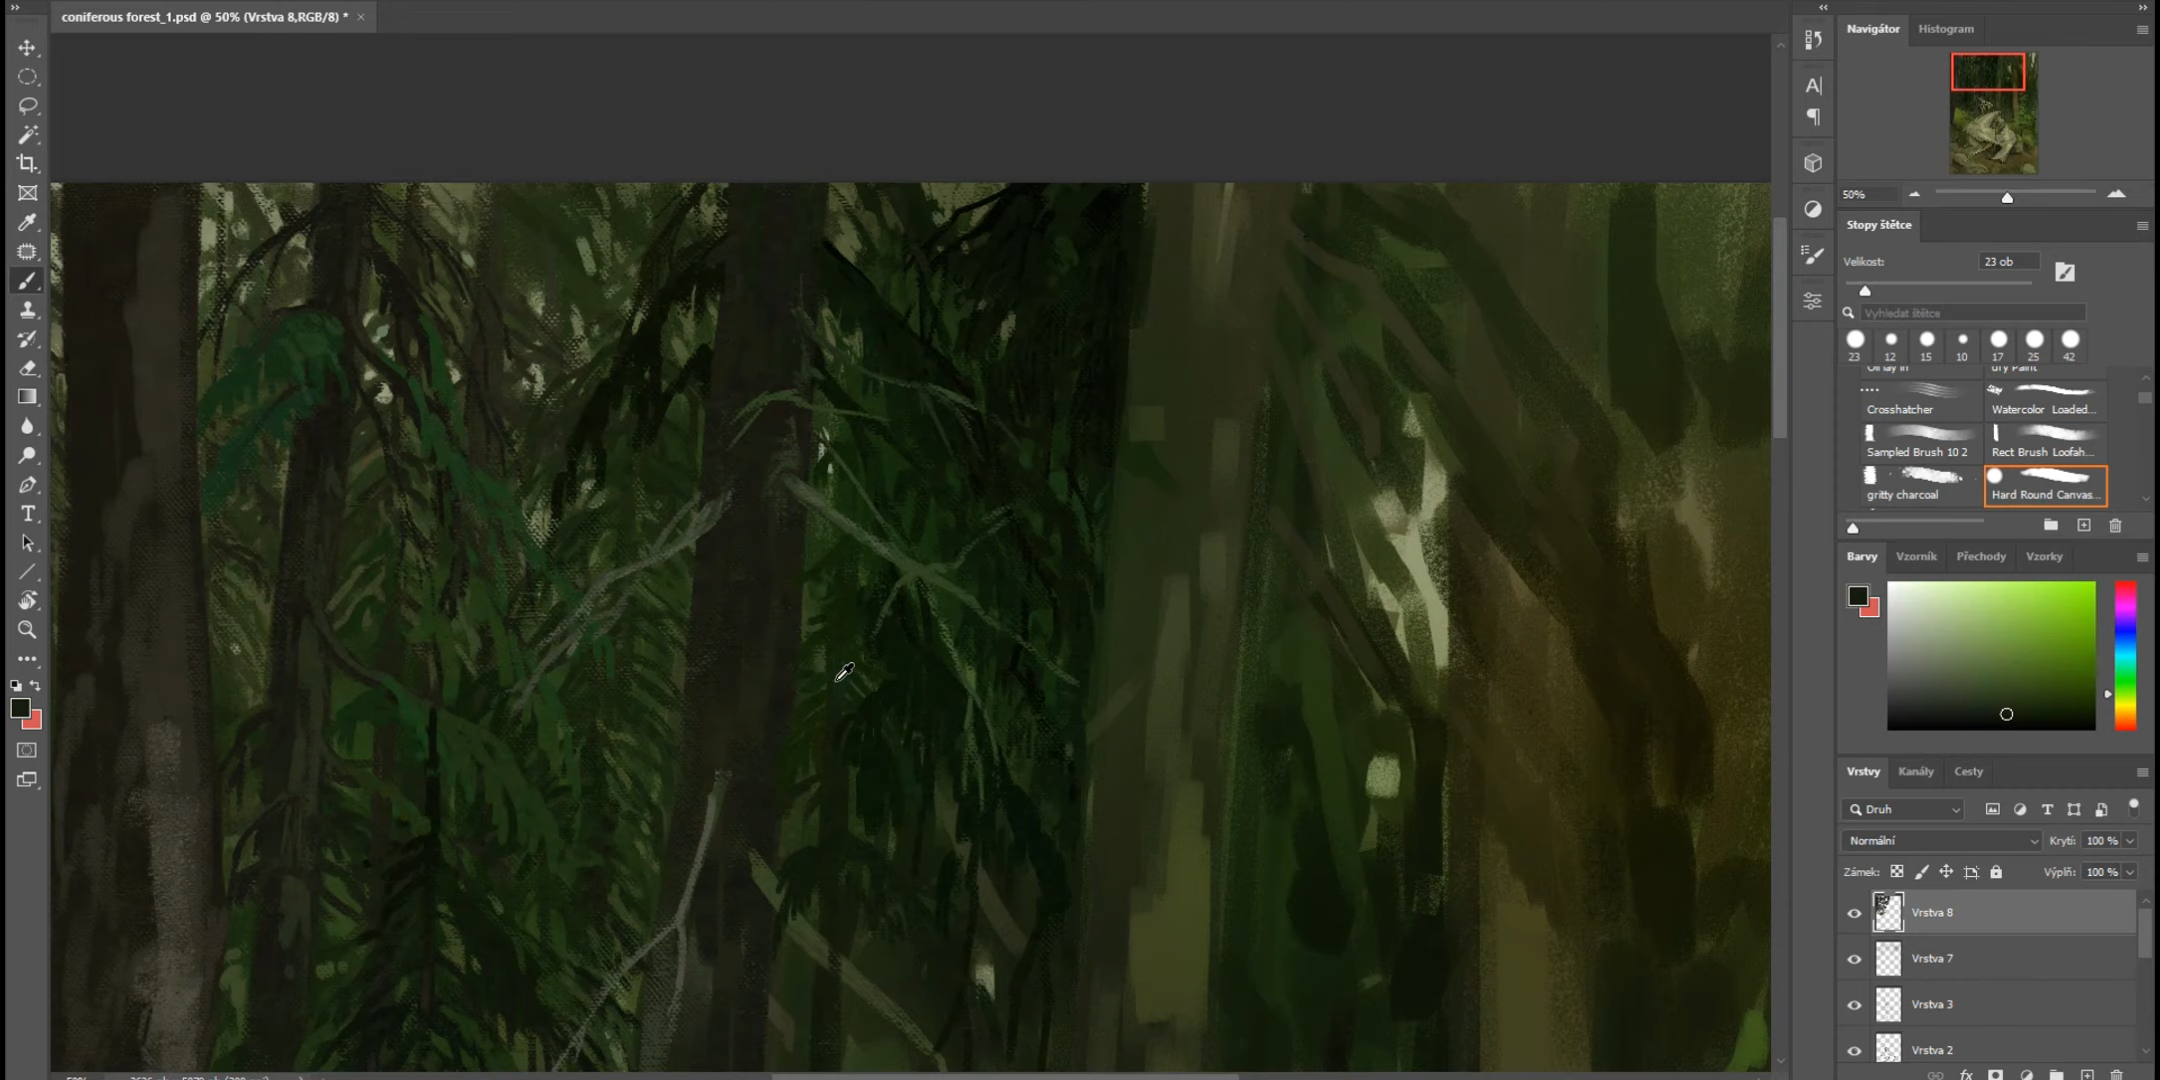 coniferous forest_1.psd @ 50% (Vrstva 8,RGB/8) *
Navigátor Histogram
50%
Stopy štětce
Velikost: 23 ob
Vyhledat štětce
23 12 15 10 17 25 42
Crosshatcher Watercolor Loaded...
Sampled Brush 10 2 Rect Brush Loofah...
gritty charcoal Hard Round Canvas...
Barvy Vzorník Přechody Vzorky
Vrstvy Kanály Cesty
Druh
Normální Krytí: 100 %
Zámek: Výplň: 100 %
Vrstva 8
Vrstva 7
Vrstva 3
Vrstva 2
fx